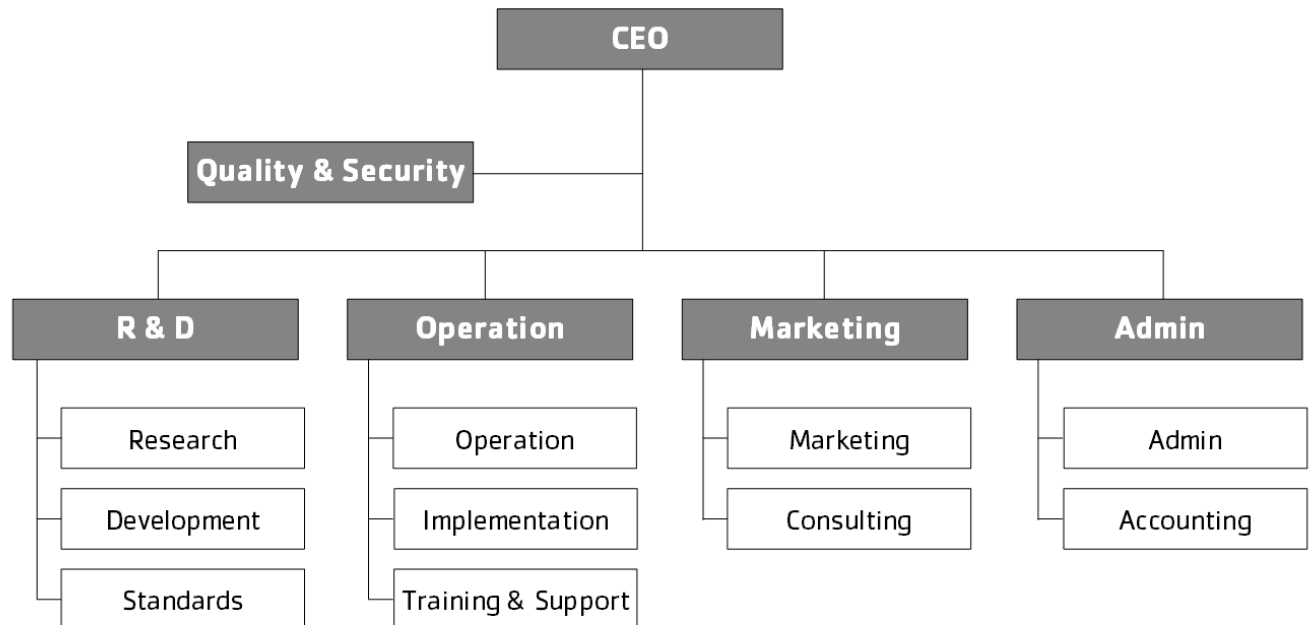 CEO
Quality & Security
R & D
Operation
Marketing
Admin
Research
Operation
Marketing
Admin
Development
Implementation
Consulting
Accounting
Standards
Training & Support